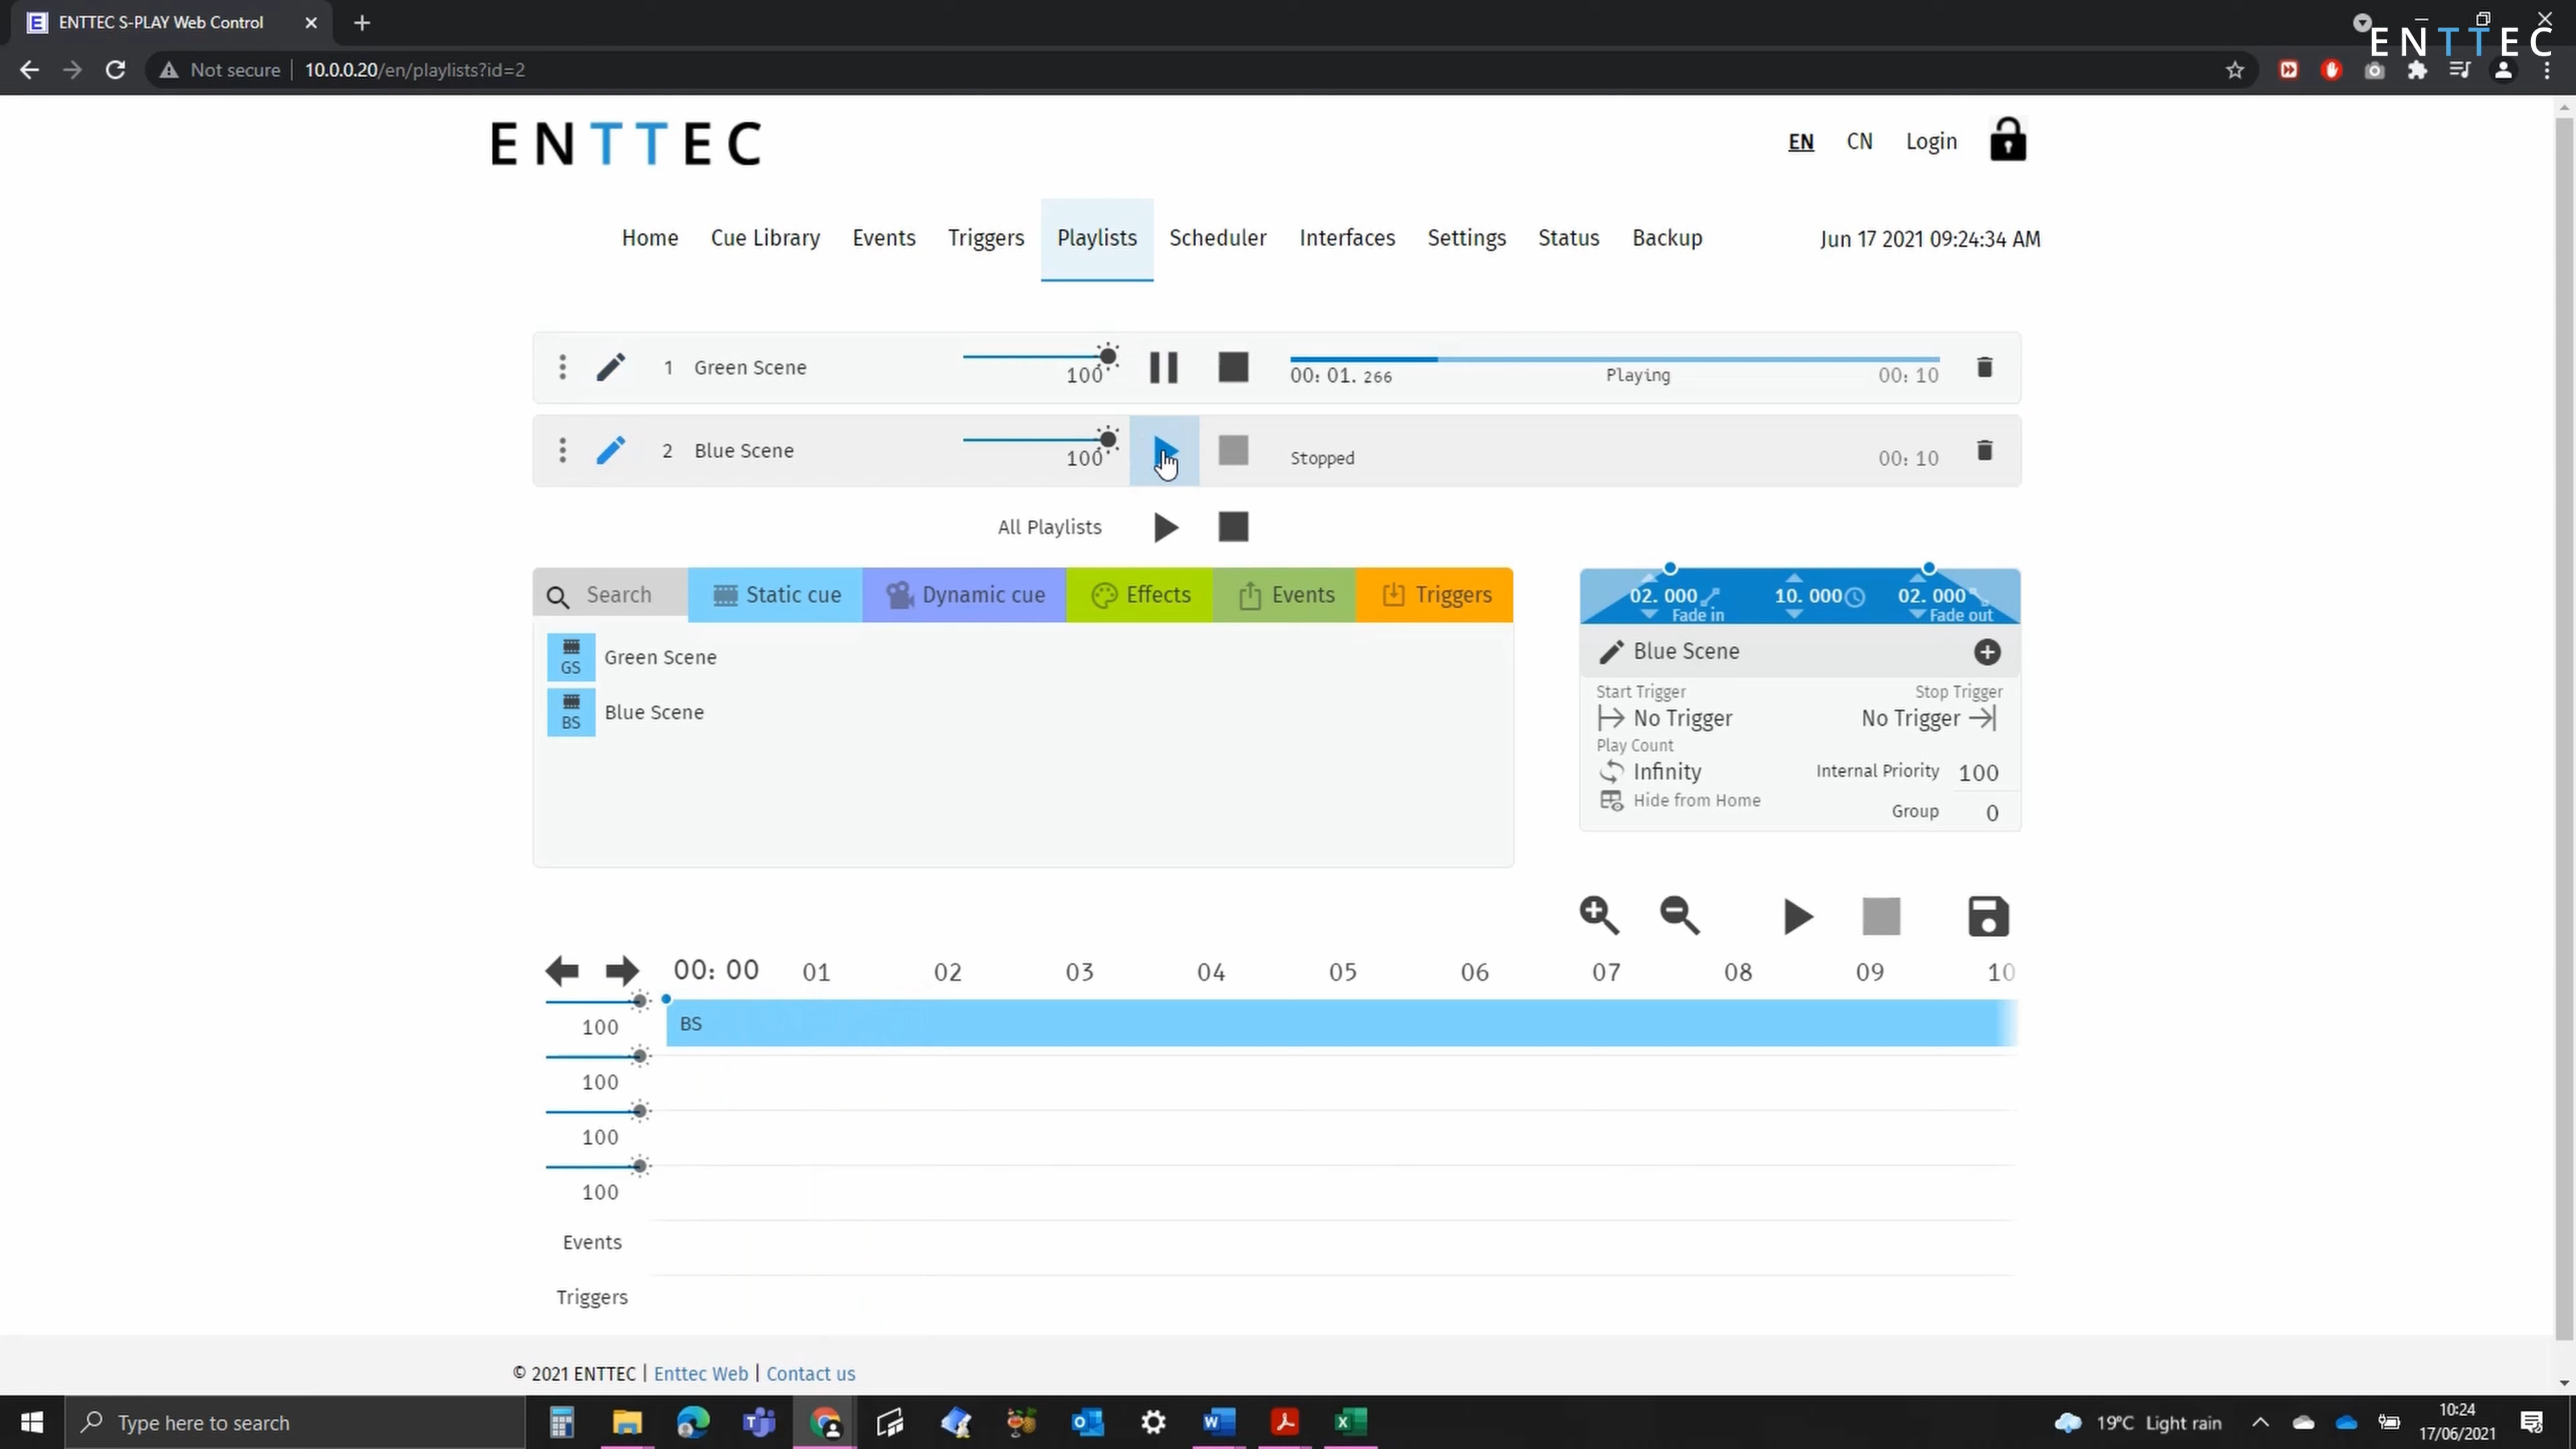 ENTTEC S-PLAY Web Control
ENTTEC
Not secure
10.0.0.20/en/playlists?id=2
ENTTEC
EN CN Login
Home Cue Library Events Triggers Playlists Scheduler Interfaces Settings Status Backup Jun 17 2021 09:24:34 AM
1 Green Scene 100 00: 01. 266 Playing 00: 10
2 Blue Scene 100 Stopped 00: 10
All Playlists
Search Static cue Dynamic cue Effects Events Triggers
GS Green Scene
BS Blue Scene
02. 000 10. 000 02. 000
Fade in Fade out
Blue Scene
Start Trigger Stop Trigger
No Trigger No Trigger
Play Count
Infinity Internal Priority 100
Hide from Home
Group 0
00: 00 01 02 03 04 05 06 07 08 09 10
BS
100
100
100
100
Events
Triggers
© 2021 ENTTEC | Enttec Web | Contact us
Type here to search
19°C Light rain
10:24
17/06/2021